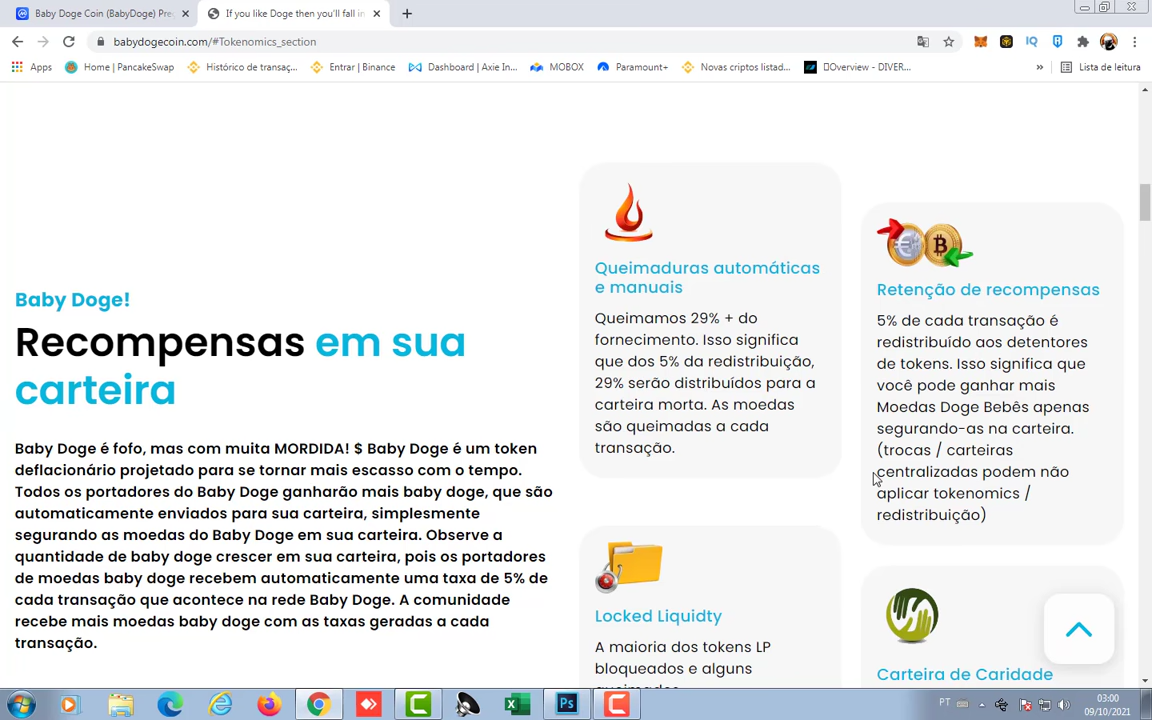 Baby Doge Coin (BabyDoge) Pre
If you like Doge then you'll fall in
babydogecoin.com/#Tokenomics_section
Apps
Home | PancakeSwap
Histórico de transaç...
Entrar | Binance
Dashboard | Axie In...
MOBOX
Paramount+
Novas criptos listad...
Overview - DIVER...
»
Lista de leitura
Baby Doge!
Recompensas em sua
carteira
Baby Doge é fofo, mas com muita MORDIDA! $ Baby Doge é um token
deflacionário projetado para se tornar mais escasso com o tempo.
Todos os portadores do Baby Doge ganharão mais baby doge, que são
automaticamente enviados para sua carteira, simplesmente
segurando as moedas do Baby Doge em sua carteira. Observe a
quantidade de baby doge crescer em sua carteira, pois os portadores
de moedas baby doge recebem automaticamente uma taxa de 5% de
cada transação que acontece na rede Baby Doge. A comunidade
recebe mais moedas baby doge com as taxas geradas a cada
transação.
Queimaduras automáticas
e manuais
Queimamos 29% + do
fornecimento. Isso significa
que dos 5% da redistribuição,
29% serão distribuídos para a
carteira morta. As moedas
são queimadas a cada
transação.
Retenção de recompensas
5% de cada transação é
redistribuído aos detentores
de tokens. Isso significa que
você pode ganhar mais
Moedas Doge Bebês apenas
segurando-as na carteira.
(trocas / carteiras
centralizadas podem não
aplicar tokenomics /
redistribuição)
Locked Liquidty
A maioria dos tokens LP
bloqueados e alguns
queimados.
Carteira de Caridade
PT
03:00
09/10/2021